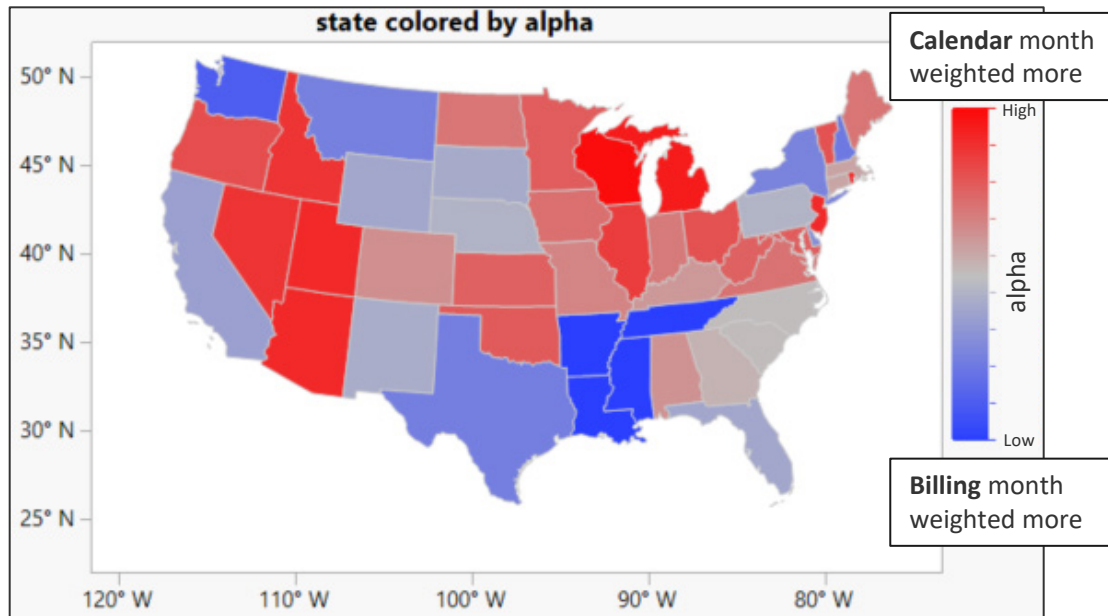 state colored by alpha
Calendar month
weighted more
50° N
45° N
40° N
35° N
30° N
25° N
High
alpha
Low
Billing month
weighted more
120° W
110° W
100° W
90° W
80° W